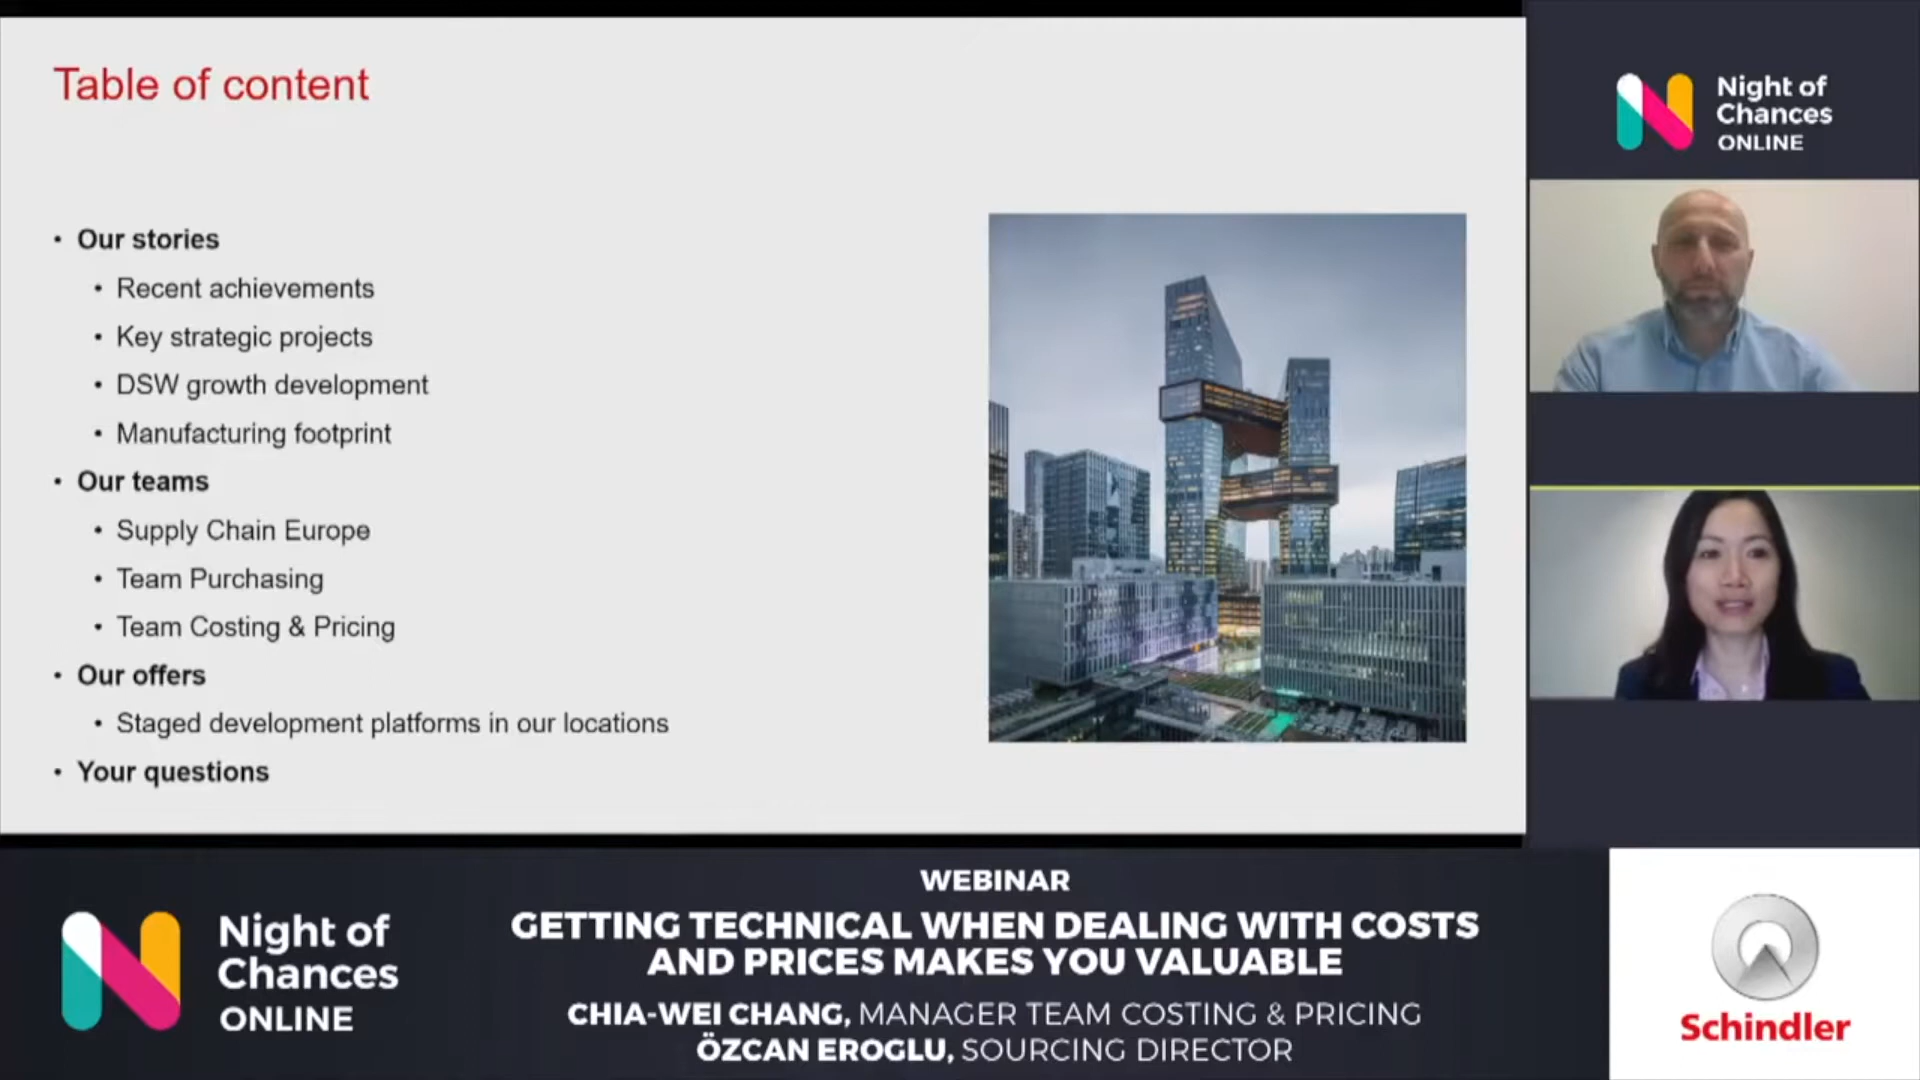 Table of content
• Our stories
• Recent achievements
• Key strategic projects
• DSW growth development
• Manufacturing footprint
• Our teams
• Supply Chain Europe
• Team Purchasing
• Team Costing & Pricing
• Our offers
• Staged development platforms in our locations
• Your questions
Night of
Chances
ONLINE
Night of
Chances
ONLINE
WEBINAR
GETTING TECHNICAL WHEN DEALING WITH COSTS
AND PRICES MAKES YOU VALUABLE
CHIA-WEI CHANG, MANAGER TEAM COSTING & PRICING
ÖZCAN EROGLU, SOURCING DIRECTOR
Schindler